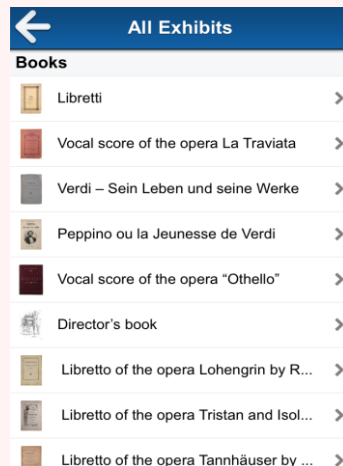 All Exhibits
Books
Libretti
Vocal score of the opera La Traviata
Verdi – Sein Leben und seine Werke
Peppino ou la Jeunesse de Verdi
Vocal score of the opera “Othello”
Director’s book
Libretto of the opera Lohengrin by R...
Libretto of the opera Tristan and Isol...
Libretto of the opera Tannhäuser by ...